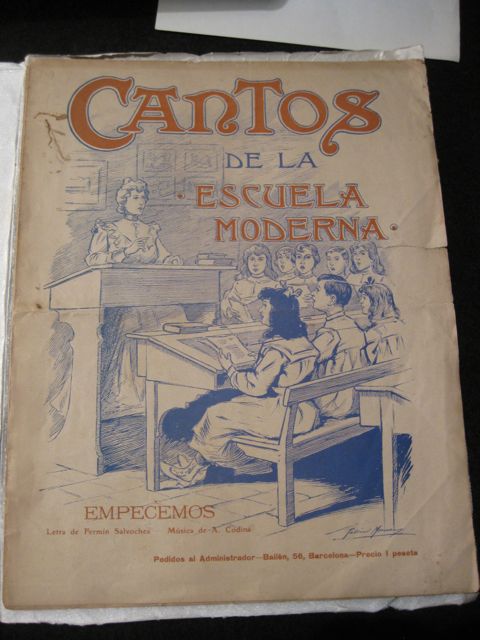 CANTOS
DE LA
· ESCUELA
MODERNA ·
EMPECEMOS
Letra de Fermin Salvochea Música de A. Codina
Pedidos al Administrador—Bailén, 56, Barcelona—Precio 1 peseta